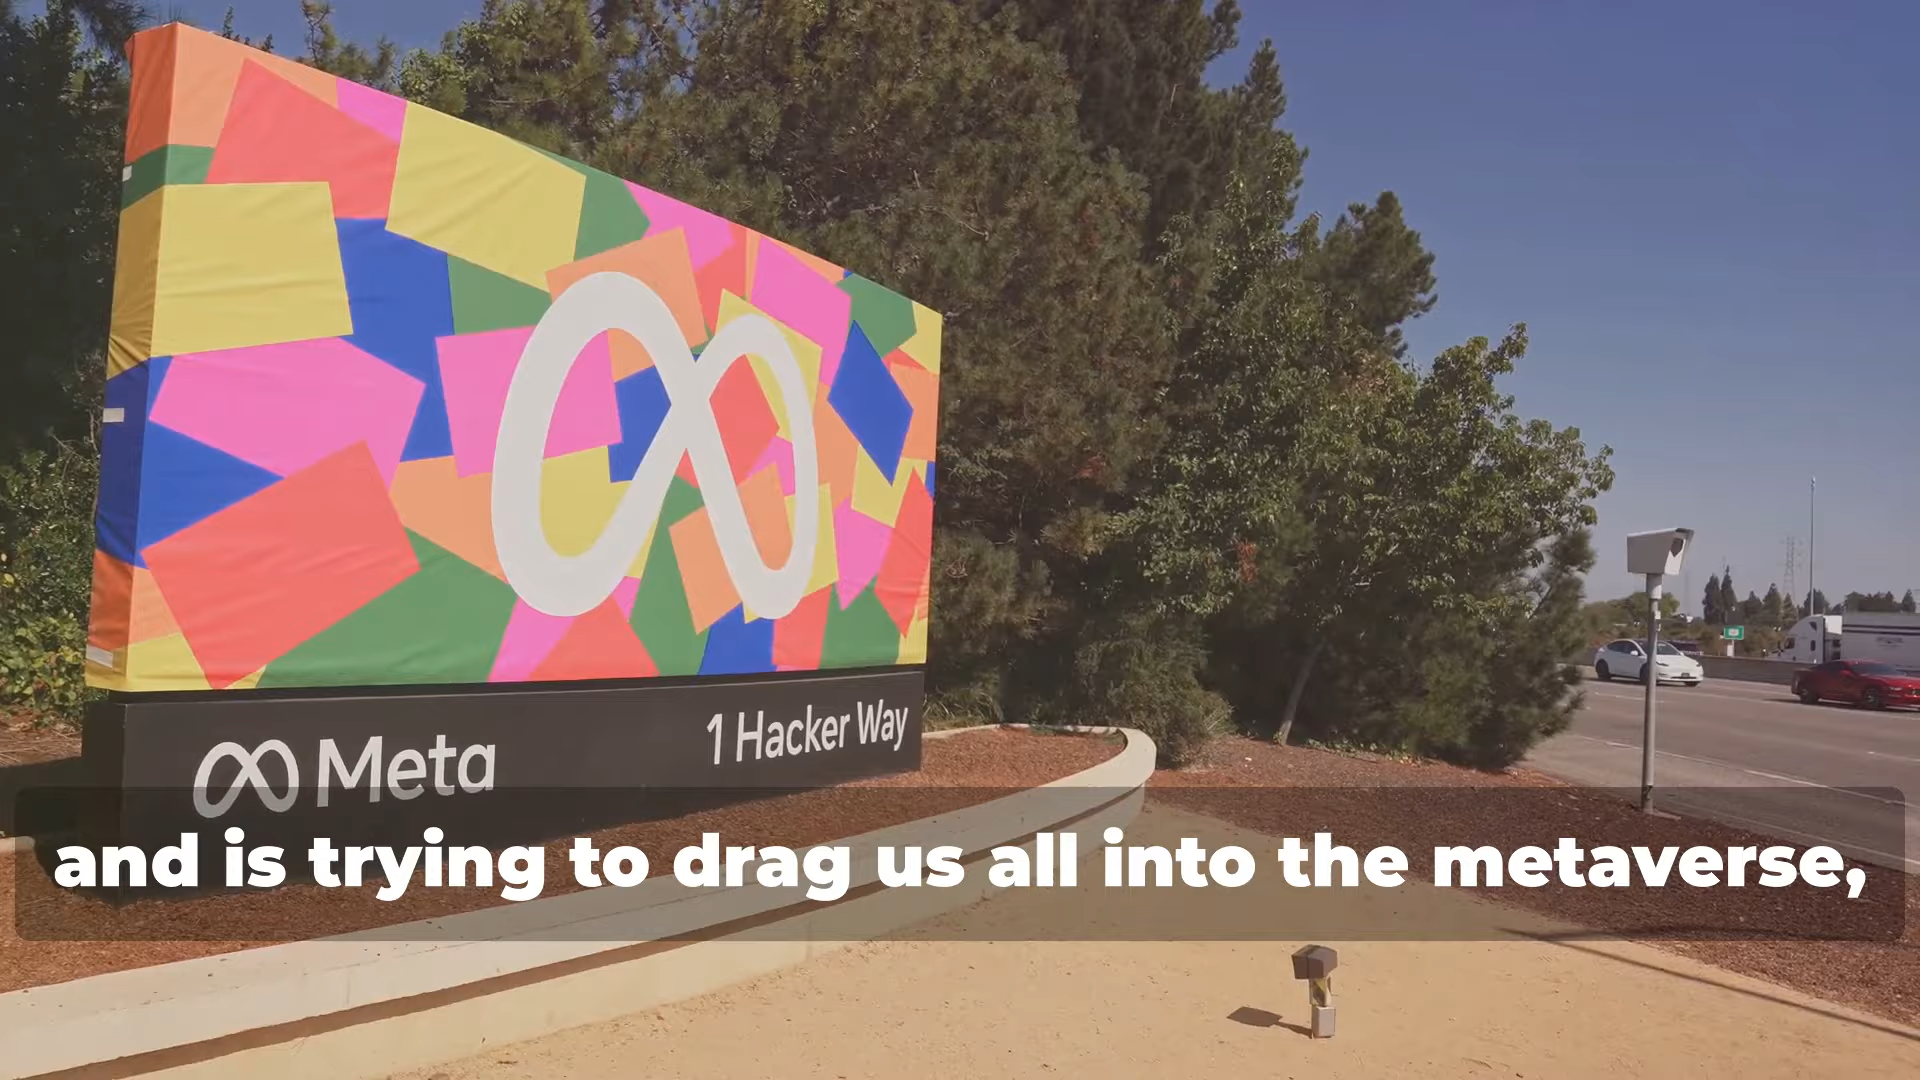 Meta
1 Hacker Way
and is trying to drag us all into the metaverse,